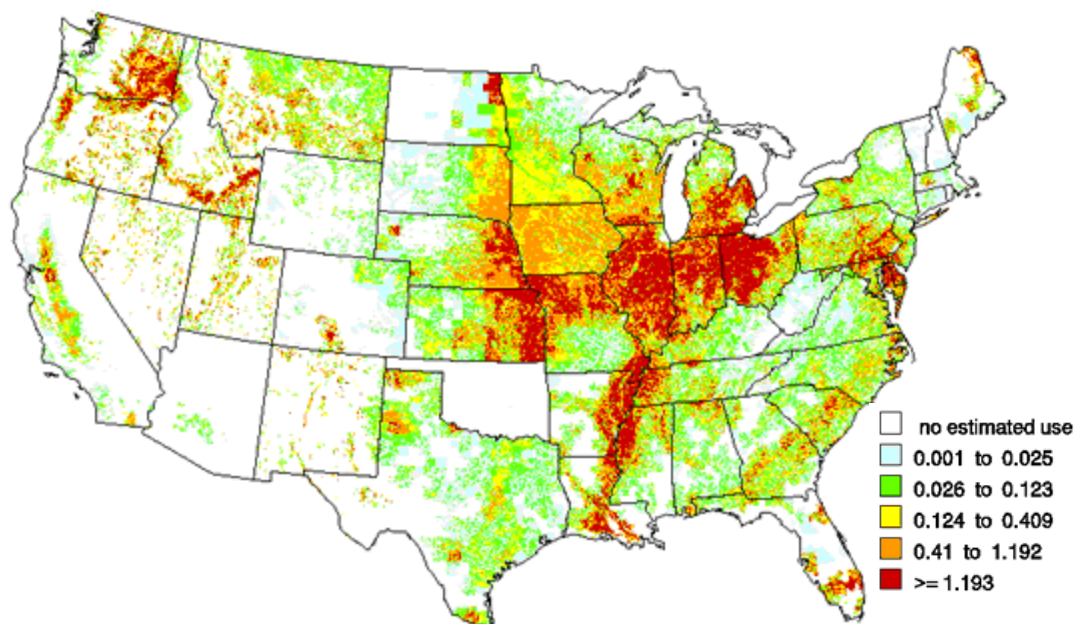 no estimated use
0.001 to 0.025
0.026 to 0.123
0.124 to 0.409
0.41 to 1.192
>= 1.193